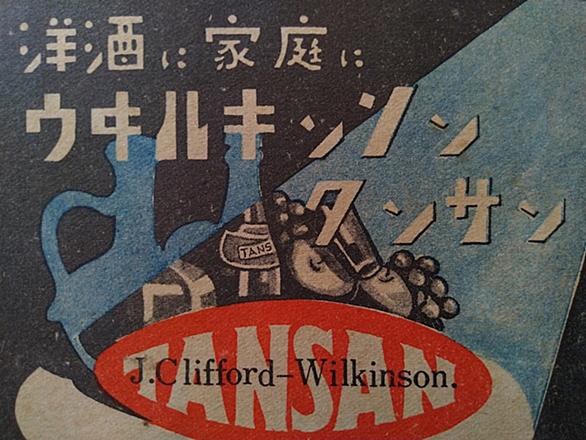 洋酒に家庭に
ウヰルキンソン
タンサン
TANS
TANSAN
J.Clifford-Wilkinson.